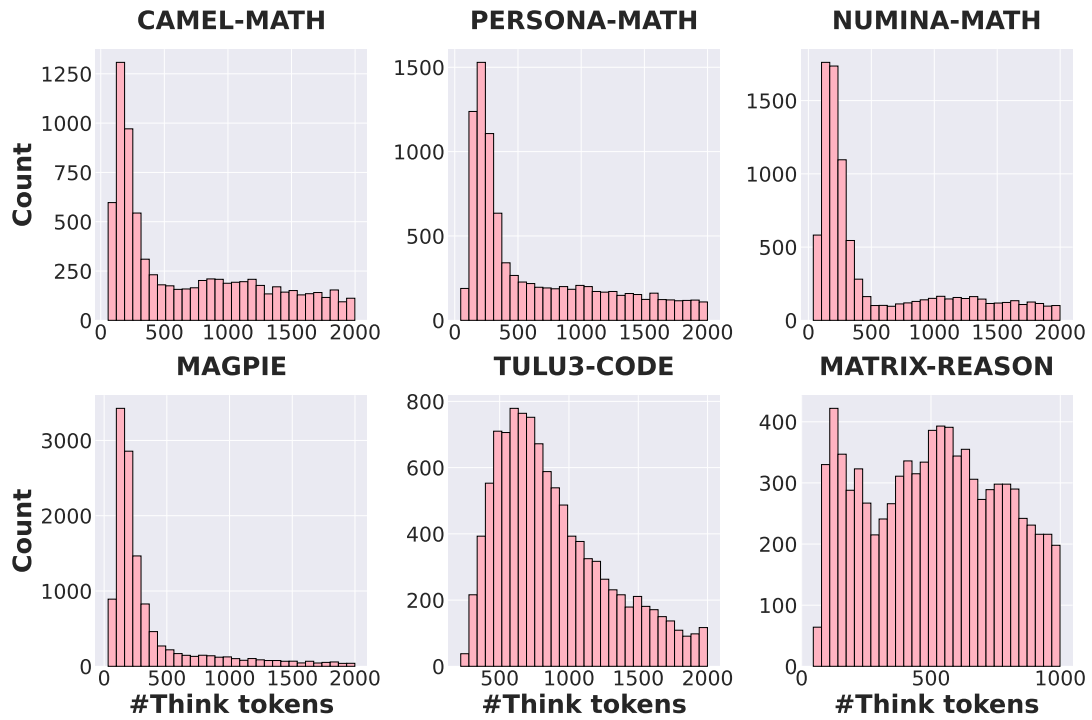 CAMEL-MATH PERSONA-MATH NUMINA-MATH
Count
1250
1000
750
500
250
0
0 500 1000 1500 2000
1500
1000
500
0
0 500 1000 1500 2000
1500
1000
500
0
0 500 1000 1500 2000
MAGPIE TULU3-CODE MATRIX-REASON
Count
3000
2000
1000
0
0 500 1000 1500 2000
#Think tokens
800
600
400
200
0
500 1000 1500 2000
#Think tokens
400
300
200
100
0
0 500 1000
#Think tokens